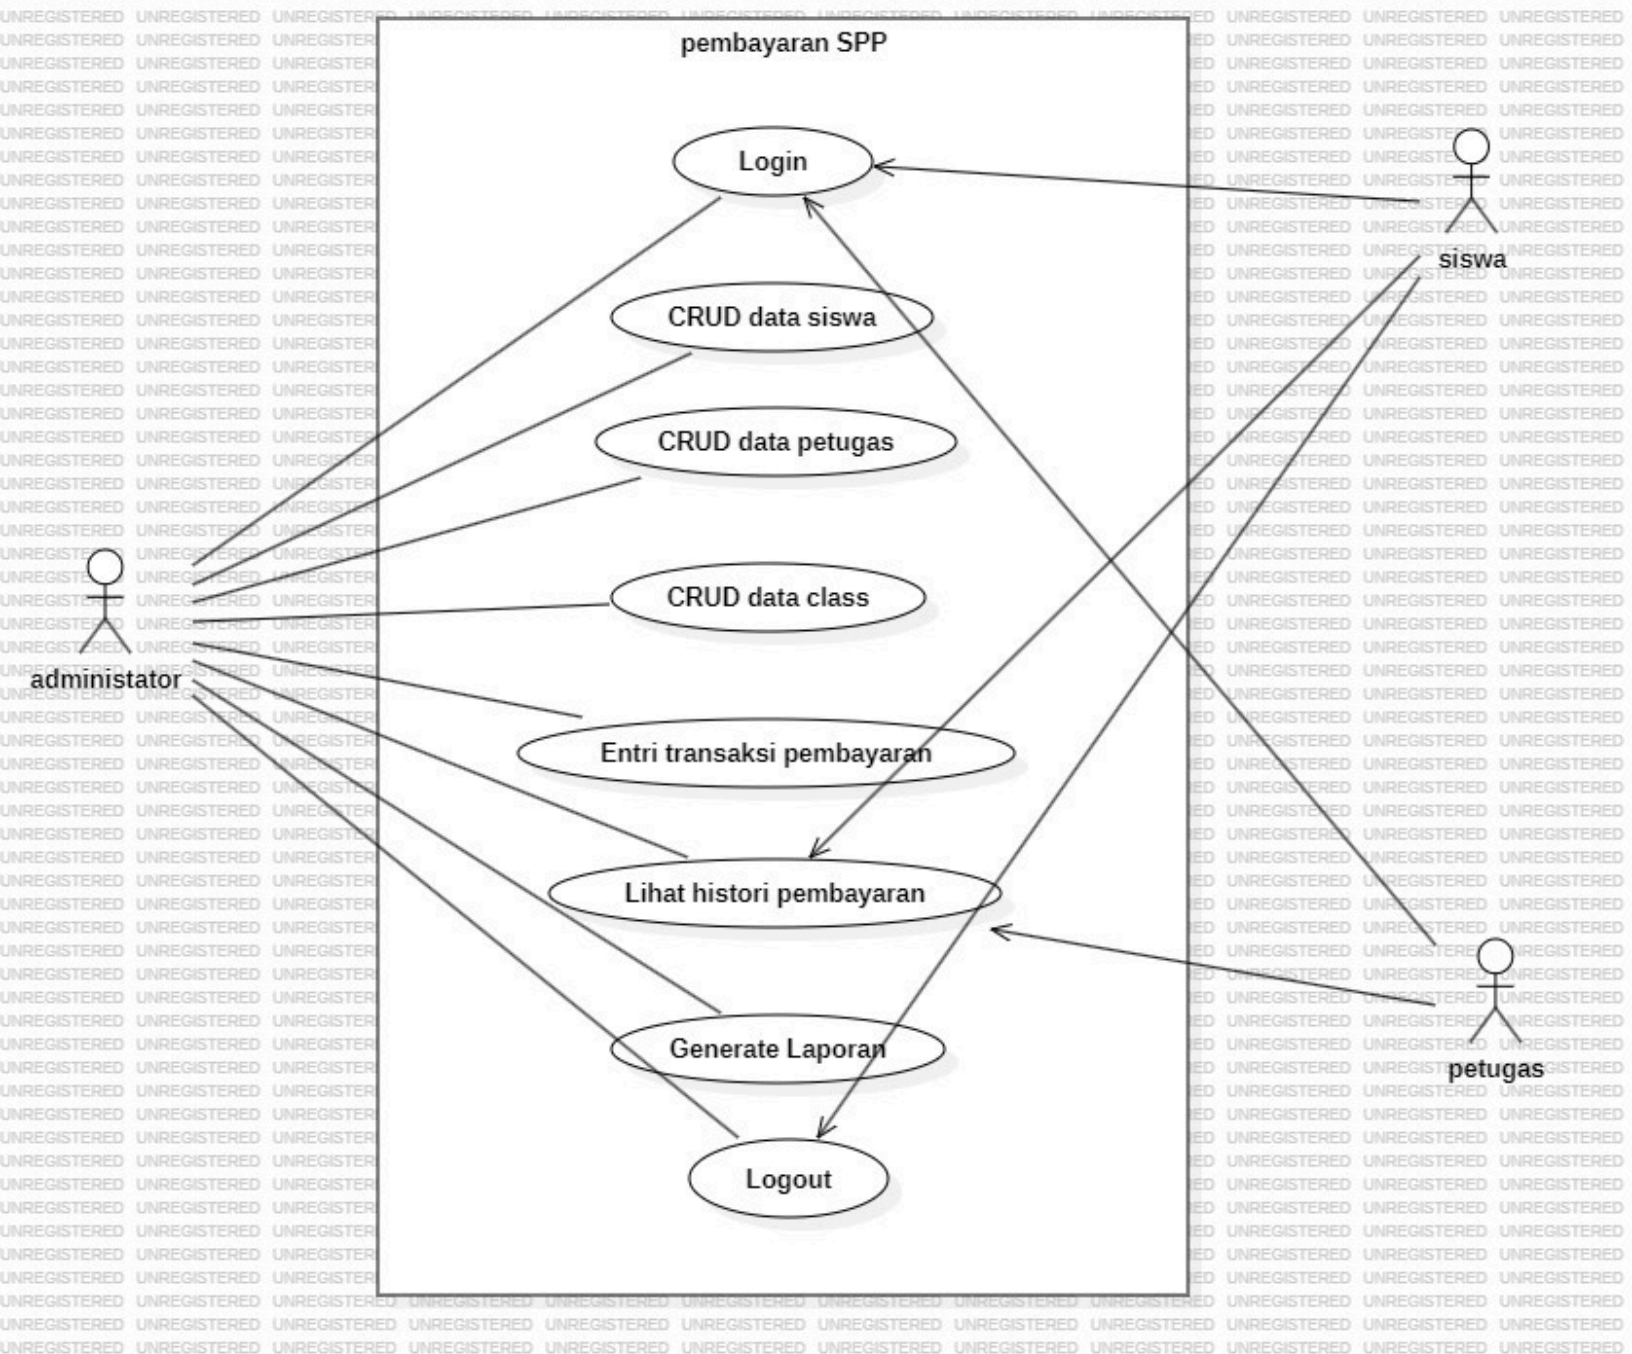 pembayaran SPP
Login
siswa
CRUD data siswa
CRUD data petugas
CRUD data class
administator
Entri transaksi pembayaran
Lihat histori pembayaran
Generate Laporan
petugas
Logout
UNREGISTERED